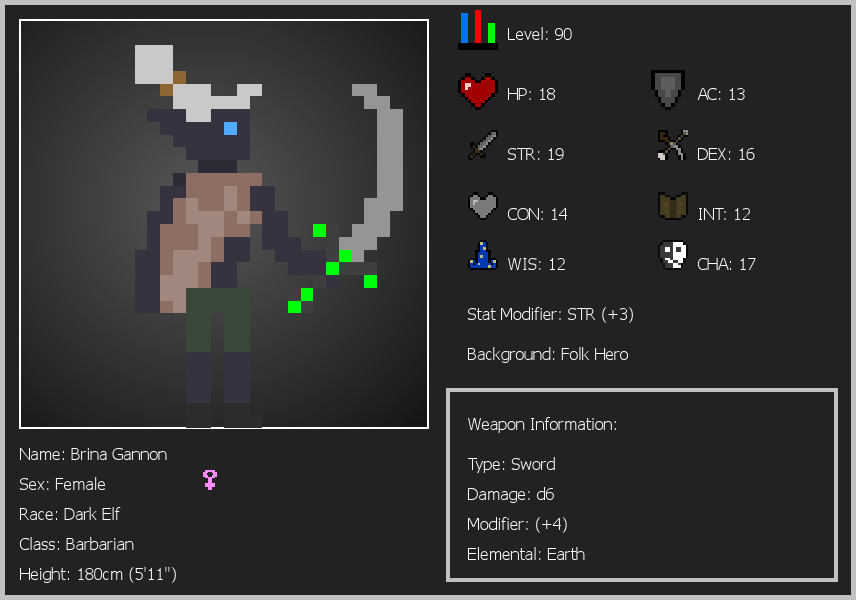 Level: 90
HP: 18
AC: 13
STR: 19
DEX: 16
CON: 14
INT: 12
WIS: 12
CHA: 17
Stat Modifier: STR (+3)
Background: Folk Hero
Weapon Information:
Type: Sword
Damage: d6
Modifier: (+4)
Elemental: Earth
Name: Brina Gannon
Sex: Female
Race: Dark Elf
Class: Barbarian
Height: 180cm (5'11")